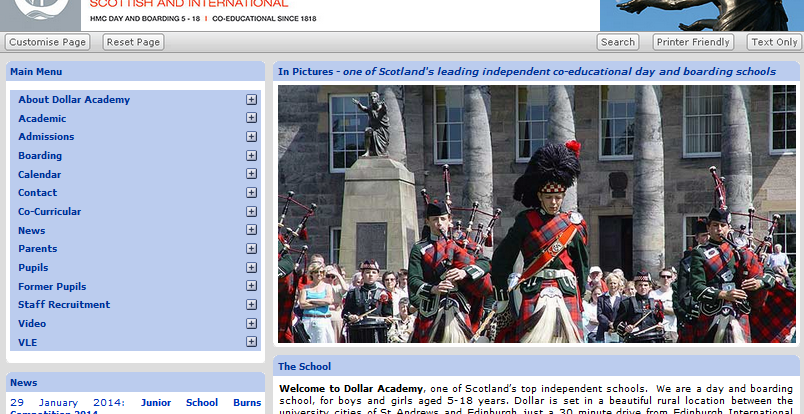 SCOTTISH AND INTERNATIONAL
HMC DAY AND BOARDING 5 - 18 I CO-EDUCATIONAL SINCE 1818
Customise Page
Reset Page
Search
Printer Friendly
Text Only
Main Menu
About Dollar Academy
Academic
Admissions
Boarding
Calendar
Contact
Co-Curricular
News
Parents
Pupils
Former Pupils
Staff Recruitment
Video
VLE
News
29 January 2014: Junior School Burns
Competition 2014
In Pictures - one of Scotland's leading independent co-educational day and boarding schools
The School
Welcome to Dollar Academy, one of Scotland's top independent schools. We are a day and boarding
school, for boys and girls aged 5-18 years. Dollar is set in a beautiful rural location between the
university cities of St Andrews and Edinburgh, just a 30 minute drive from Edinburgh International